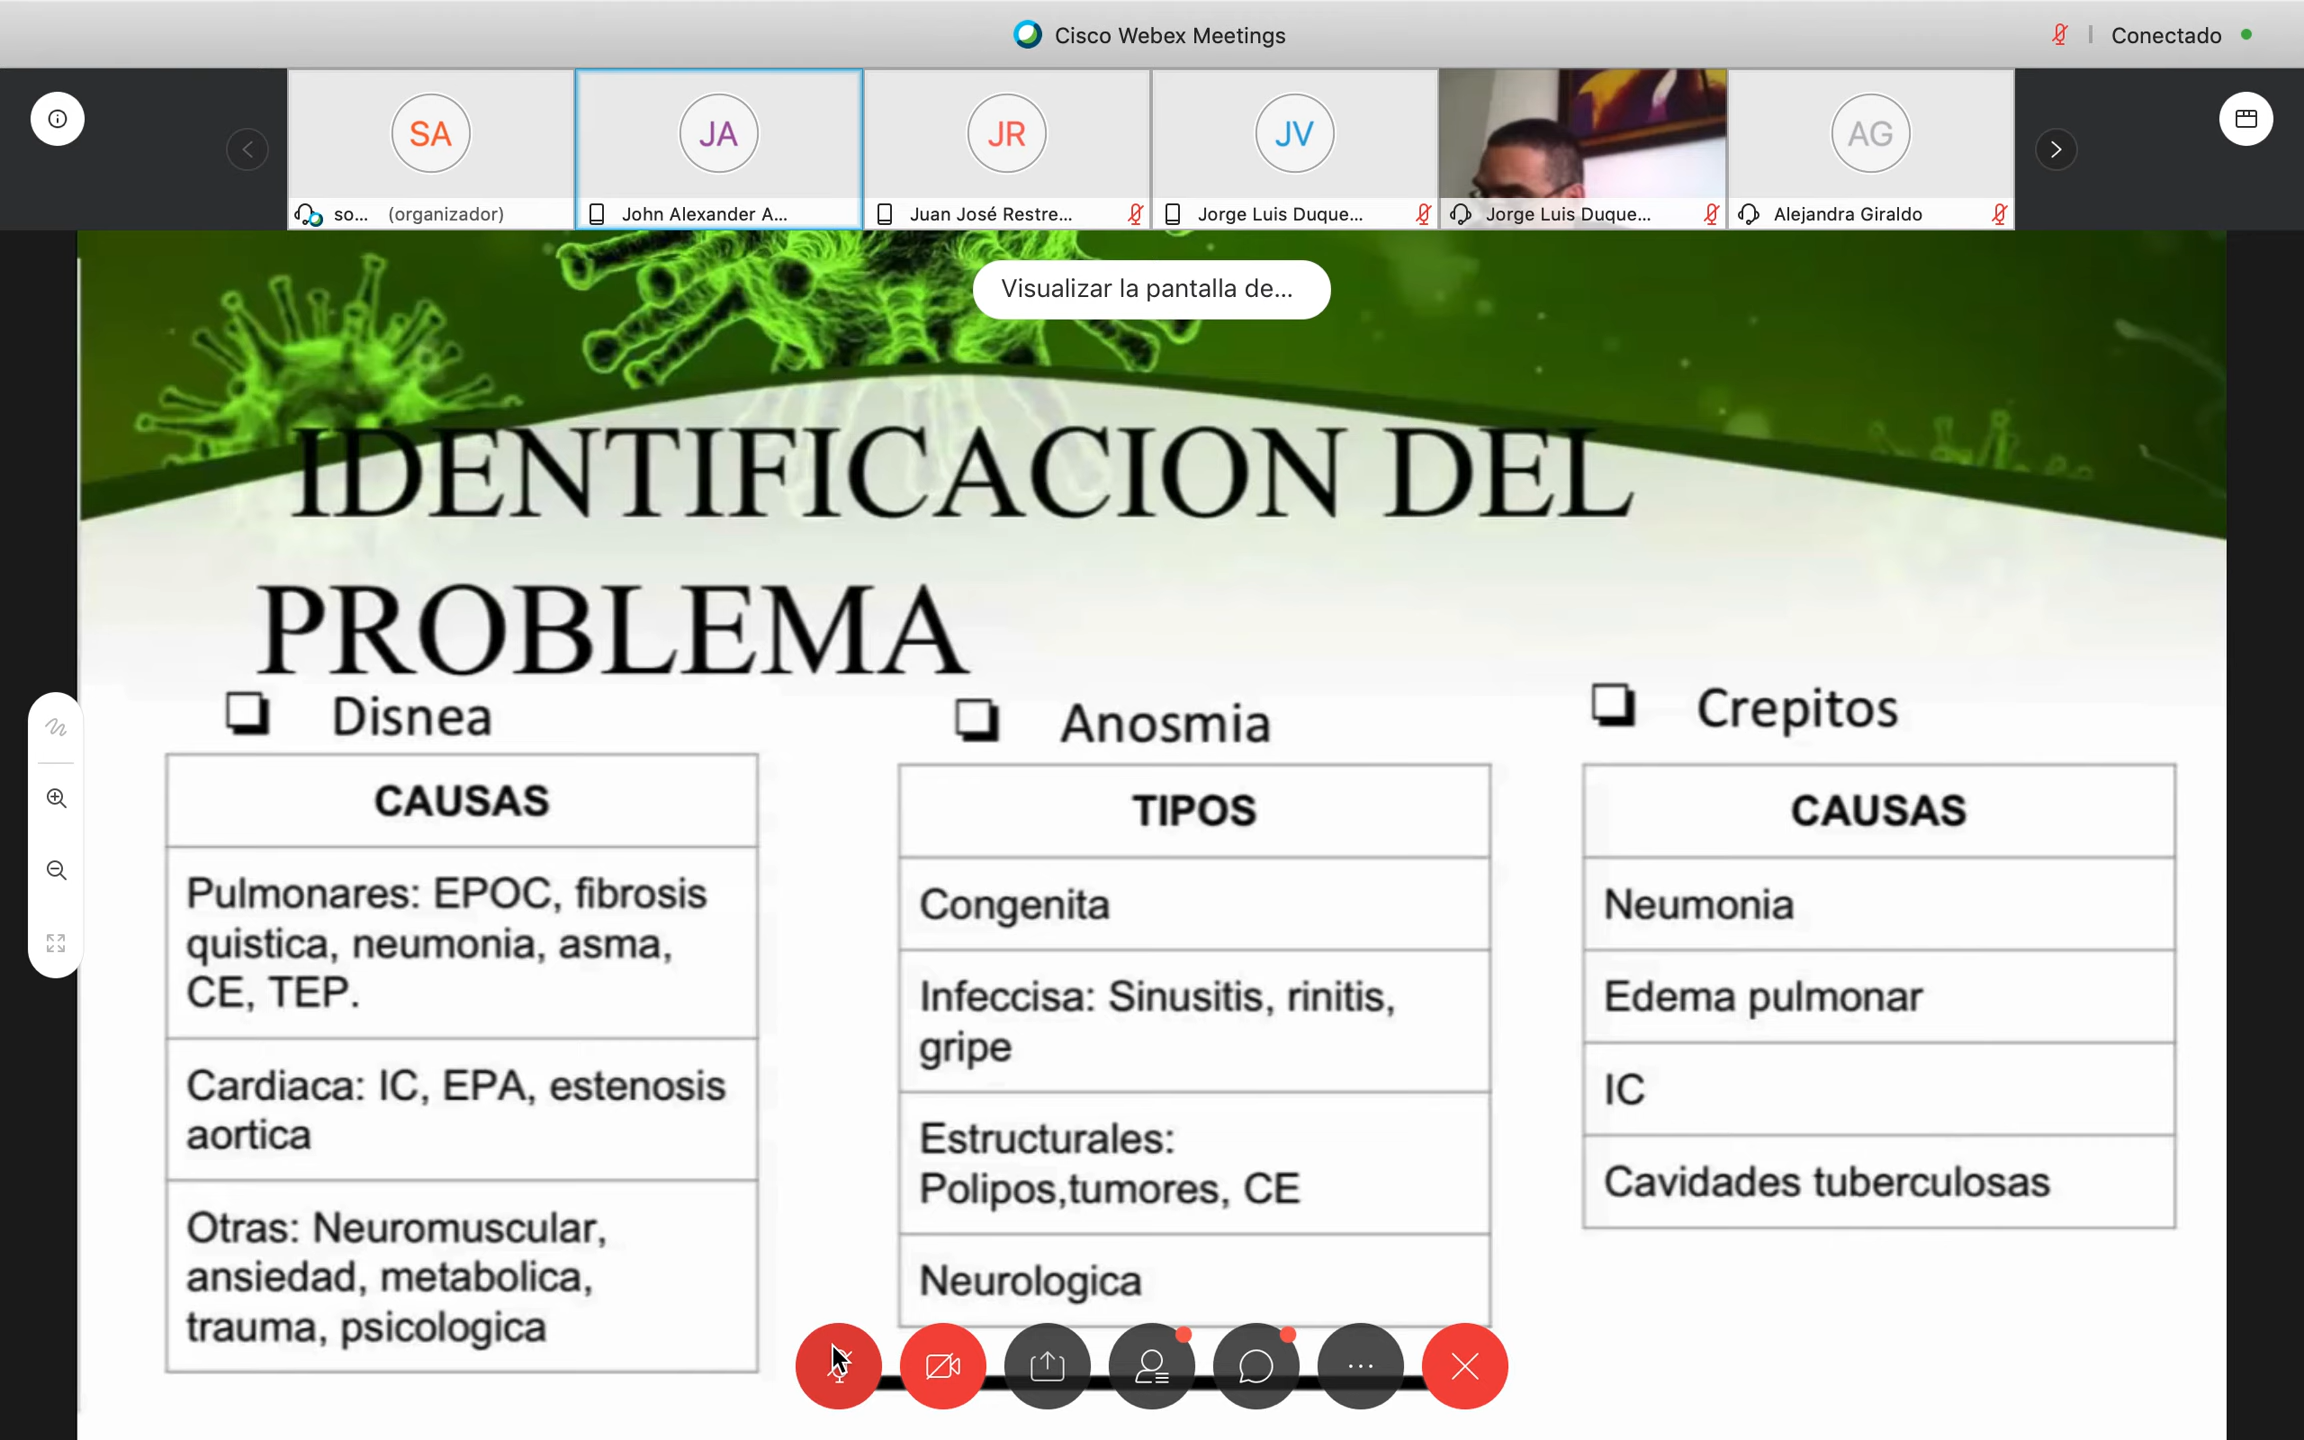 Cisco Webex Meetings
Conectado
SA
JA
JR
JV
AG
so... (organizador)
John Alexander A...
Juan José Restre...
Jorge Luis Duque...
Jorge Luis Duque...
Alejandra Giraldo
Visualizar la pantalla de...
IDENTIFICACION DEL
PROBLEMA
Disnea
CAUSAS
Pulmonares: EPOC, fibrosis
quistica, neumonia, asma,
CE, TEP.
Cardiaca: IC, EPA, estenosis
aortica
Otras: Neuromuscular,
ansiedad, metabolica,
trauma, psicologica
Anosmia
TIPOS
Congenita
Infeccisa: Sinusitis, rinitis,
gripe
Estructurales:
Polipos,tumores, CE
Neurologica
Crepitos
CAUSAS
Neumonia
Edema pulmonar
IC
Cavidades tuberculosas